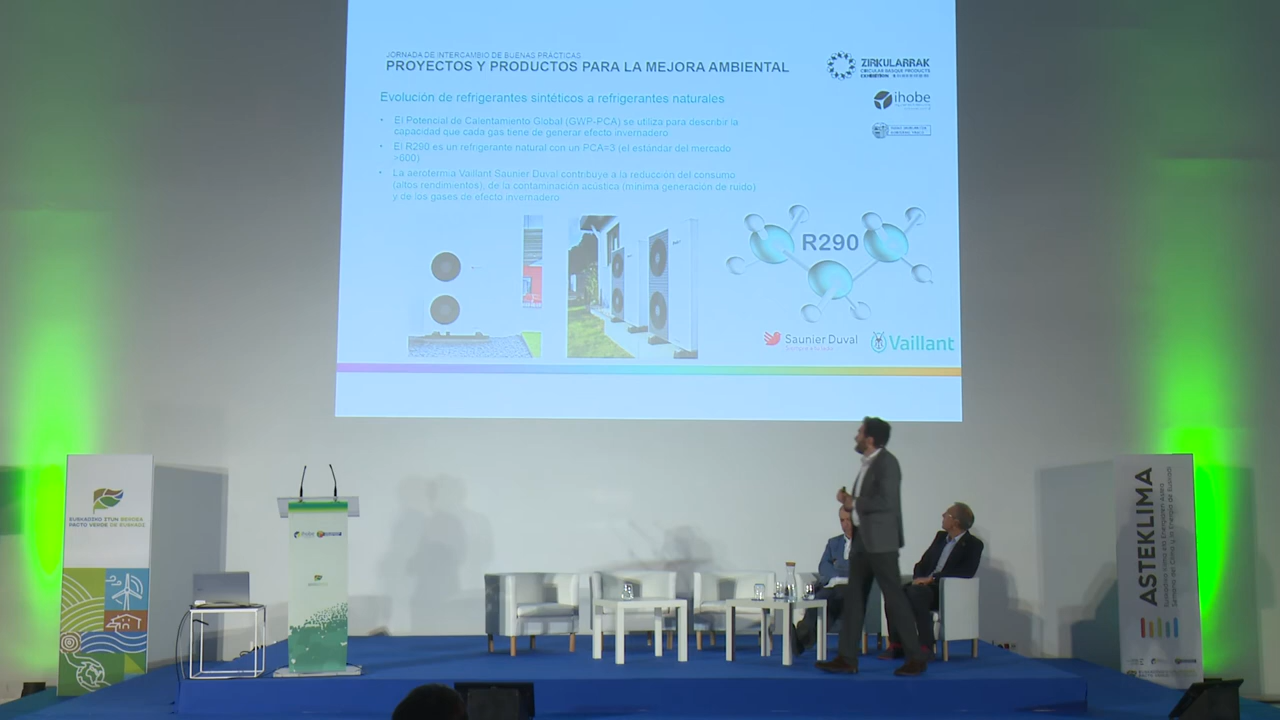 JORNADA DE INTERCAMBIO DE BUENAS PRÁCTICAS
PROYECTOS Y PRODUCTOS PARA LA MEJORA AMBIENTAL
ZIRKULARRAK
CIRCULAR BASQUE PRODUCTS
EXHIBITION
ihobe
Evolución de refrigerantes sintéticos a refrigerantes naturales
• El Potencial de Calentamiento Global (GWP-PCA) se utiliza para describir la
capacidad que cada gas tiene de generar efecto invernadero
• El R290 es un refrigerante natural con un PCA=3 (el estándar del mercado
>600)
• La aerotermia Vaillant Saunier Duval contribuye a la reducción del consumo
(altos rendimientos), de la contaminación acústica (mínima generación de ruido)
y de los gases de efecto invernadero
R290
Saunier Duval
Vaillant
EUSKADIKO ITUN BERDEA
PACTO VERDE DE EUSKADI
ASTEKLIMA